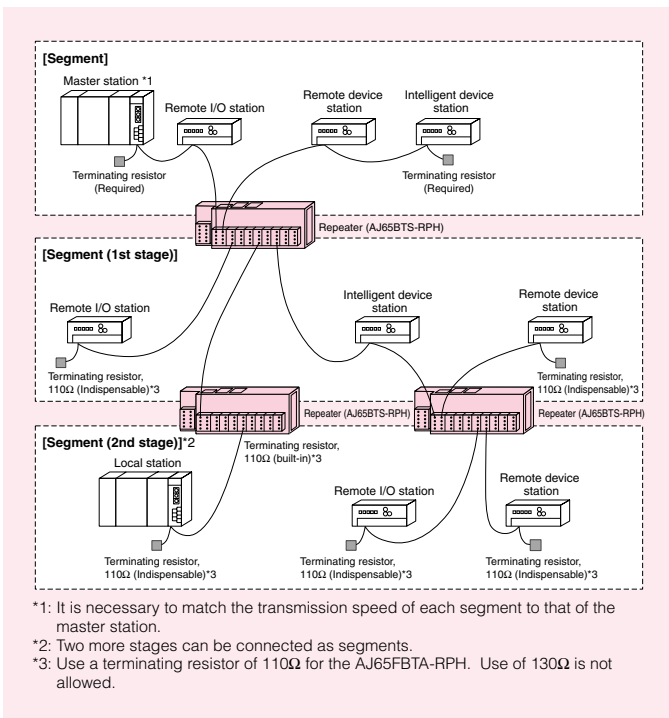 [Segment]
Master station *1
Remote I/O station
Remote device
station
Intelligent device
station
Terminating resistor
(Required)
Terminating resistor
(Required)
Repeater (AJ65BTS-RPH)
[Segment (1st stage)]
Remote I/O station
Intelligent device
station
Remote device
station
Terminating resistor,
110Ω (Indispensable)*3
Terminating resistor,
110Ω (Indispensable)*3
Repeater (AJ65BTS-RPH)
Repeater (AJ65BTS-RPH)
[Segment (2nd stage)]*2
Terminating resistor,
110Ω (built-in)*3
Local station
Remote I/O station
Remote device
station
Terminating resistor,
110Ω (Indispensable)*3
Terminating resistor,
110Ω (Indispensable)*3
Terminating resistor,
110Ω (Indispensable)*3
*1: It is necessary to match the transmission speed of each segment to that of the
master station.
*2: Two more stages can be connected as segments.
*3: Use a terminating resistor of 110Ω for the AJ65FBTA-RPH. Use of 130Ω is not
allowed.